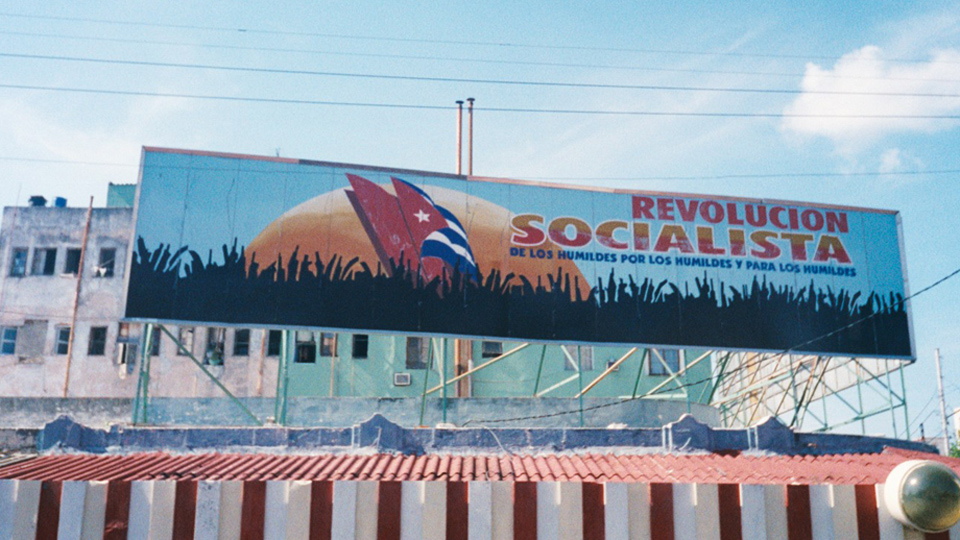 REVOLUCION
SOCIALISTA
DE LOS HUMILDES POR LOS HUMILDES Y PARA LOS HUMILDES